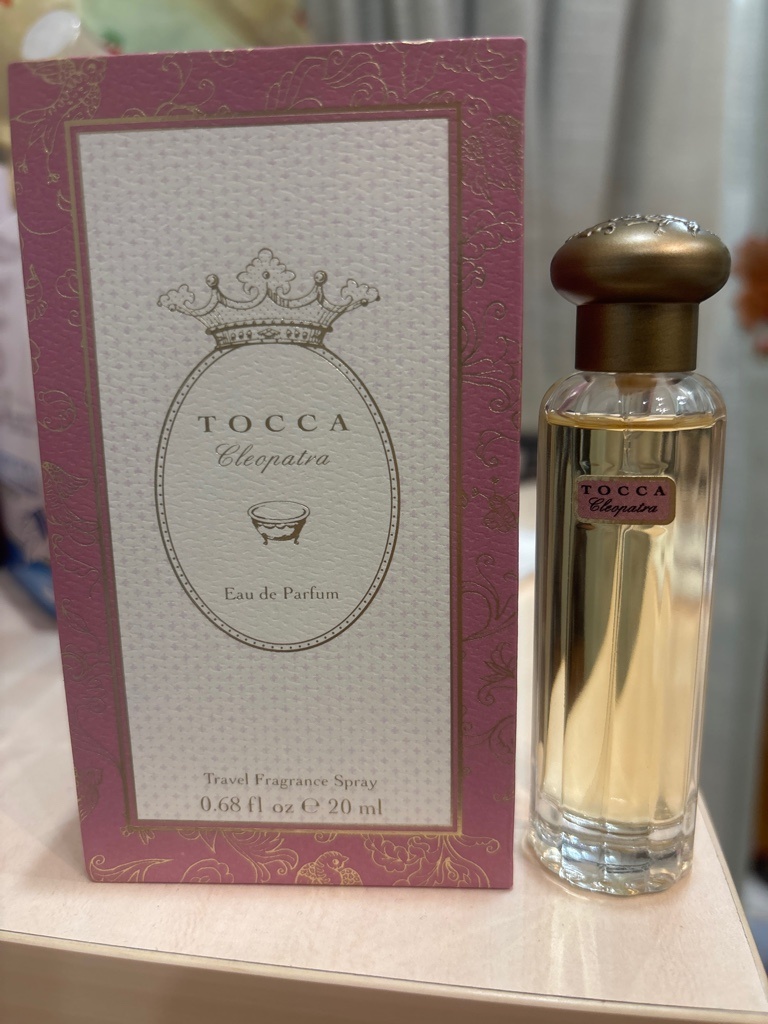 TOCCA
Cleopatra
Eau de Parfum
Travel Fragrance Spray
0.68 fl oz ℮ 20 ml
TOCCA
Cleopatra